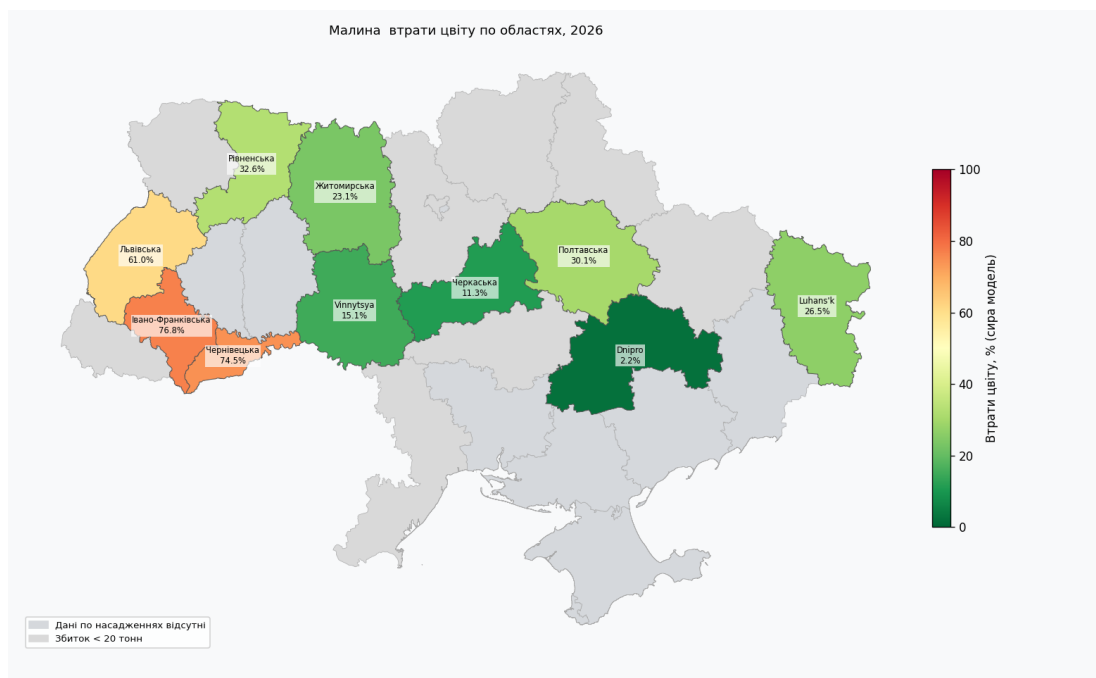 Малина  втрати цвіту по областях, 2026
Рівненська
32.6%
Житомирська
23.1%
Львівська
61.0%
Полтавська
30.1%
Черкаська
11.3%
Luhans'k
26.5%
Vinnytsya
15.1%
Івано-Франківська
76.8%
Чернівецька
74.5%
Dnipro
2.2%
100
80
60
40
20
0
Втрати цвіту, % (сира модель)
Дані по насадженнях відсутні
Збиток < 20 тонн